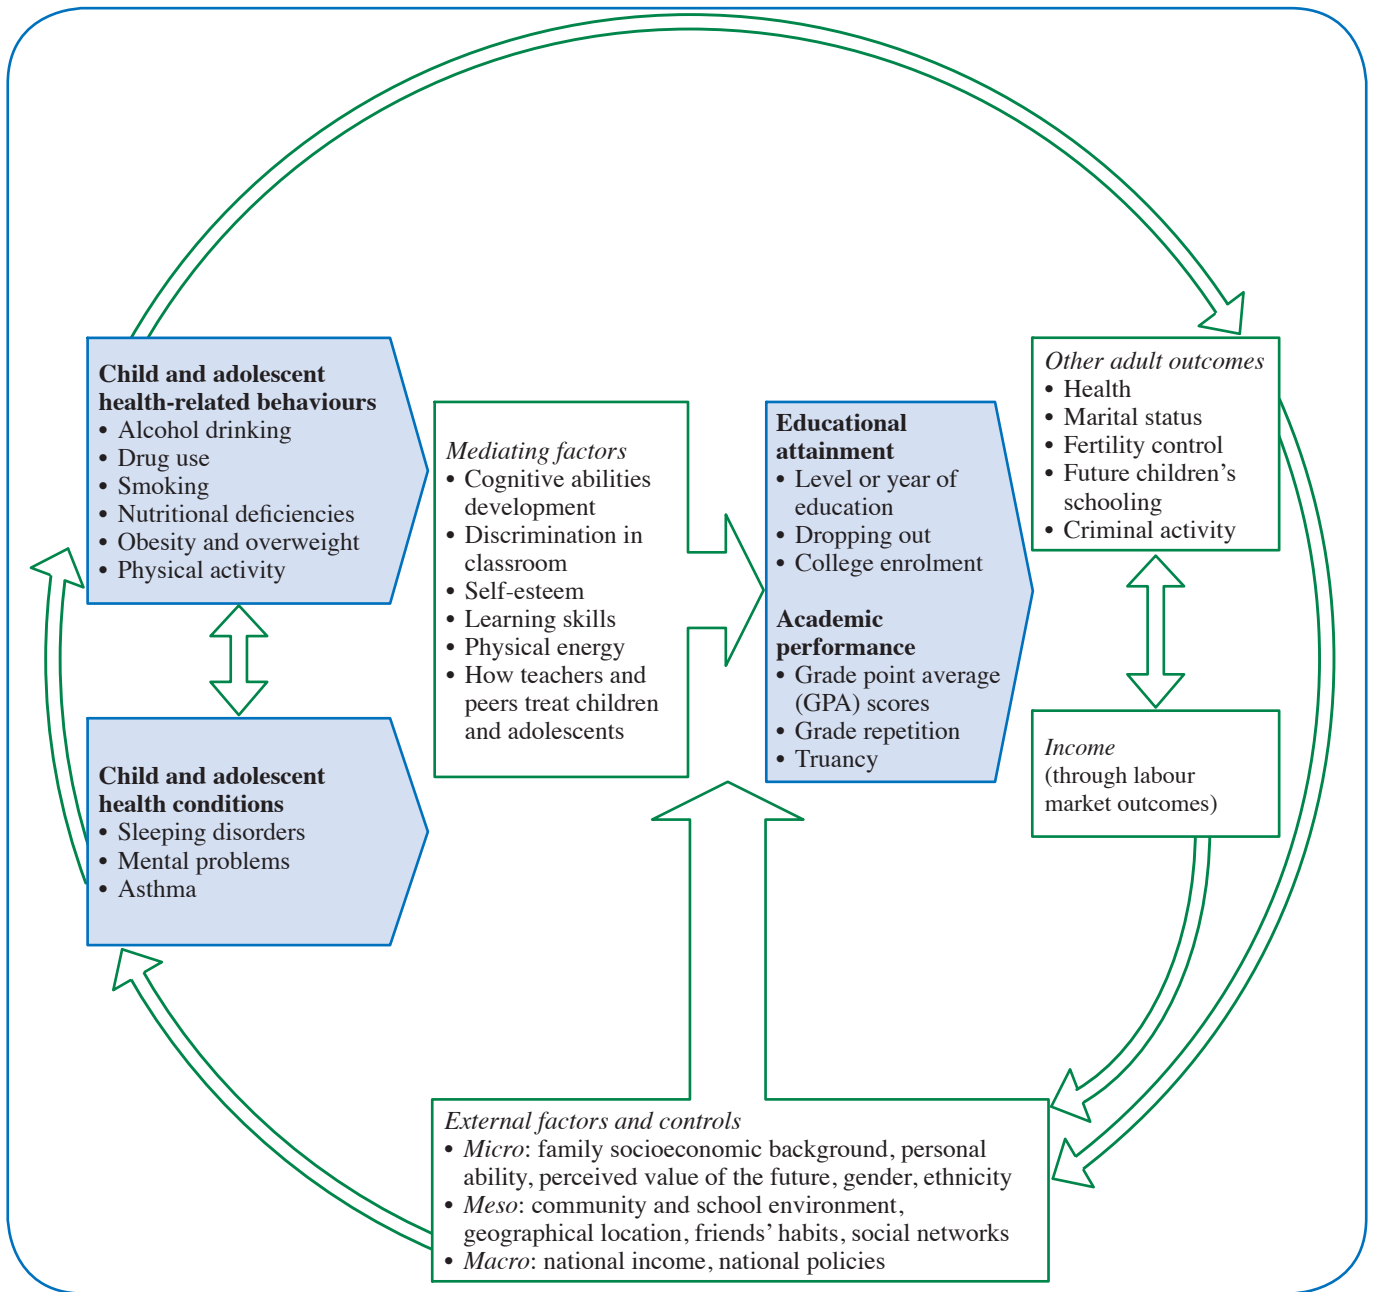 Child and adolescent
health-related behaviours
• Alcohol drinking
• Drug use
• Smoking
• Nutritional deficiencies
• Obesity and overweight
• Physical activity
Child and adolescent
health conditions
• Sleeping disorders
• Mental problems
• Asthma
Mediating factors
• Cognitive abilities
development
• Discrimination in
classroom
• Self-esteem
• Learning skills
• Physical energy
• How teachers and
peers treat children
and adolescents
Educational
attainment
• Level or year of
education
• Dropping out
• College enrolment
Academic
performance
• Grade point average
(GPA) scores
• Grade repetition
• Truancy
Other adult outcomes
• Health
• Marital status
• Fertility control
• Future children’s
schooling
• Criminal activity
Income
(through labour
market outcomes)
External factors and controls
• Micro: family socioeconomic background, personal
ability, perceived value of the future, gender, ethnicity
• Meso: community and school environment,
geographical location, friends’ habits, social networks
• Macro: national income, national policies